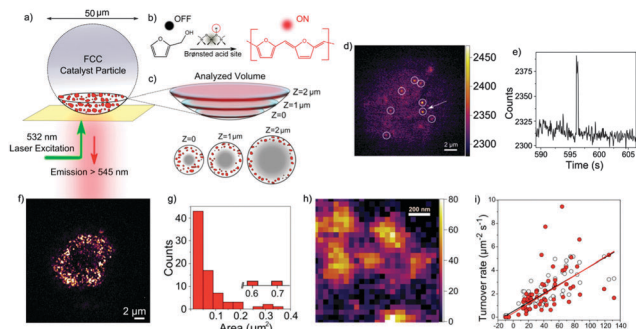 a)
50 μm
FCC
Catalyst Particle
532 nm
Laser Excitation
Emission > 545 nm
b)
OFF
OH
O
Brønsted acid site
ON
O
O
c)
Analyzed Volume
Z=2 μm
Z=1 μm
Z=0
Z=0
Z=1μm
Z=2 μm
d)
2 μm
2450
2400
2350
2300
e)
Counts
2375
2350
2325
2300
590
595
600
605
Time (s)
f)
2 μm
g)
Counts
40
30
20
10
0
0.6
0.7
0.1
0.2
0.3
0.4
Area (μm²)
h)
200 nm
80
60
40
20
0
i)
Turnover rate (μm⁻² s⁻¹)
10
8
6
4
2
0
0
20
40
60
80
100
120
140